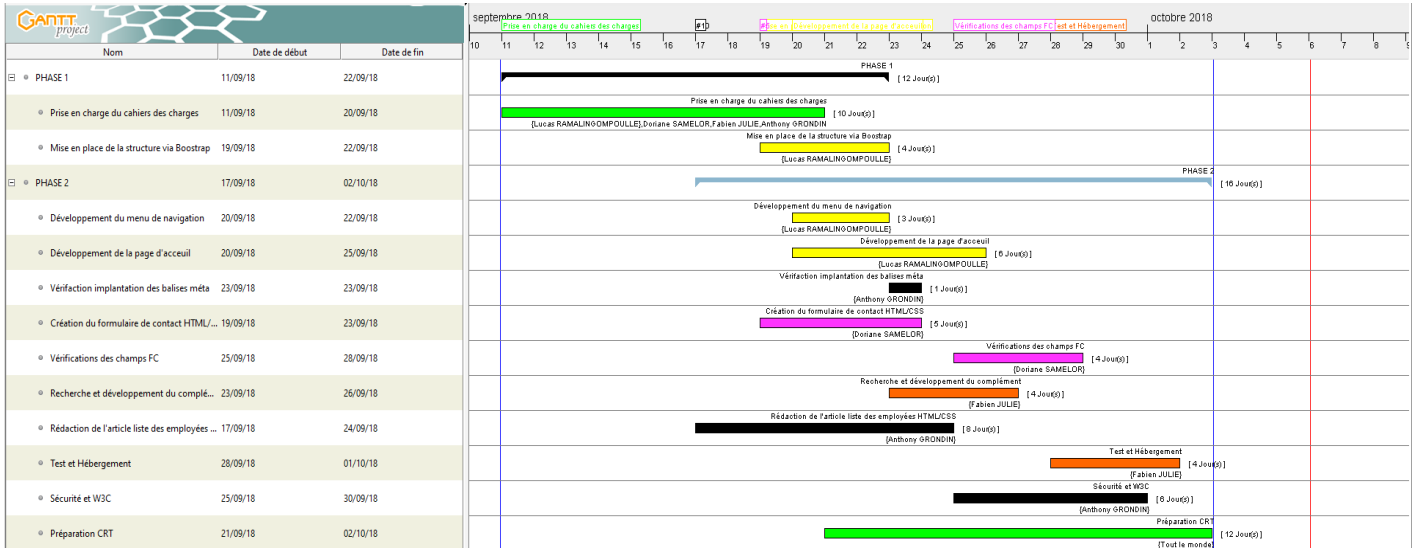 GANTT
project
Nom Date de début Date de fin
septembre 2018 octobre 2018
Prise en charge du cahiers des charges #10 Développement de la page d'acceuil Vérifications des champs FC Test et Hébergement
10 11 12 13 14 15 16 17 18 19 20 21 22 23 24 25 26 27 28 29 30 1 2 3 4 5 6 7 8
PHASE 1 11/09/18 22/09/18
PHASE 1
[ 12 Jour(s) ]
Prise en charge du cahiers des charges 11/09/18 20/09/18
Prise en charge du cahiers des charges
[ 10 Jour(s) ]
{Lucas RAMALINGOMPOULLE},Doriane SAMELOR,Fabien JULIE,Anthony GRONDIN
Mise en place de la structure via Boostrap 19/09/18 22/09/18
Mise en place de la structure via Boostrap
[ 4 Jour(s) ]
{Lucas RAMALINGOMPOULLE}
PHASE 2 17/09/18 02/10/18
PHASE 2
[ 16 Jour(s) ]
Développement du menu de navigation 20/09/18 22/09/18
Développement du menu de navigation
[ 3 Jour(s) ]
{Lucas RAMALINGOMPOULLE}
Développement de la page d'acceuil 20/09/18 25/09/18
Développement de la page d'acceuil
[ 6 Jour(s) ]
{Lucas RAMALINGOMPOULLE}
Vérifaction implantation des balises méta 23/09/18 23/09/18
Vérifaction implantation des balises méta
[ 1 Jour(s) ]
{Anthony GRONDIN}
Création du formulaire de contact HTML/... 19/09/18 23/09/18
Création du formulaire de contact HTML/CSS
[ 5 Jour(s) ]
{Doriane SAMELOR}
Vérifications des champs FC 25/09/18 28/09/18
Vérifications des champs FC
[ 4 Jour(s) ]
{Doriane SAMELOR}
Recherche et développement du complé... 23/09/18 26/09/18
Recherche et développement du complément
[ 4 Jour(s) ]
{Fabien JULIE}
Rédaction de l'article liste des employées ... 17/09/18 24/09/18
Rédaction de l'article liste des employées HTML/CSS
[ 8 Jour(s) ]
{Anthony GRONDIN}
Test et Hébergement 28/09/18 01/10/18
Test et Hébergement
[ 4 Jour(s) ]
{Fabien JULIE}
Sécurité et W3C 25/09/18 30/09/18
Sécurité et W3C
[ 6 Jour(s) ]
{Anthony GRONDIN}
Préparation CRT 21/09/18 02/10/18
Préparation CRT
[ 12 Jour(s) ]
{Tout le monde}